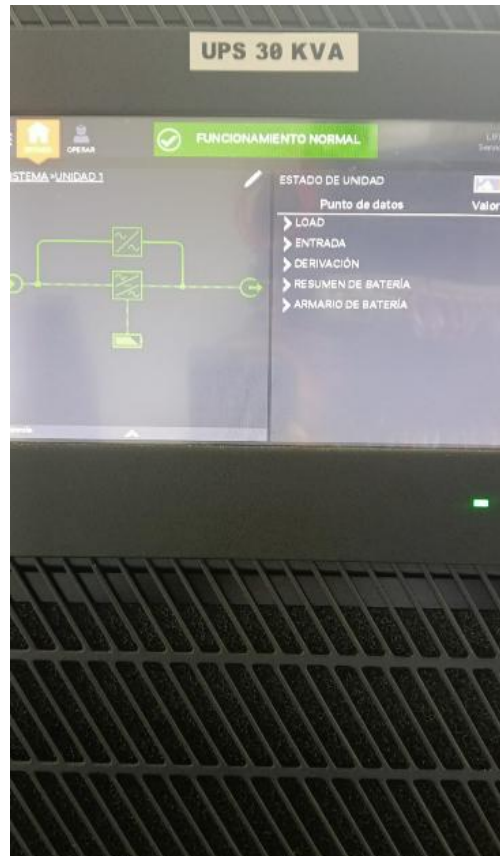 UPS 30 KVA
OPERAR
FUNCIONAMIENTO NORMAL
STEMA >UNIDAD 1
ESTADO DE UNIDAD
Punto de datos Valor
LOAD
ENTRADA
DERIVACIÓN
RESUMEN DE BATERÍA
ARMARIO DE BATERÍA